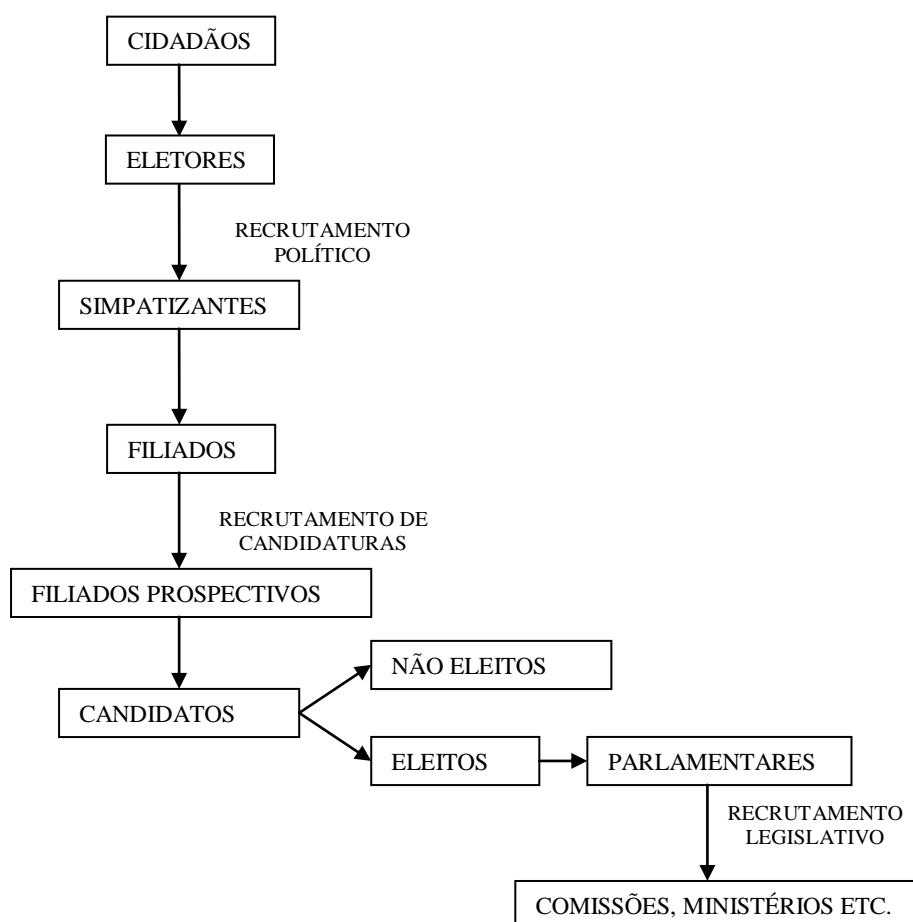 CIDADÃOS
ELETORES
RECRUTAMENTO
POLÍTICO
SIMPATIZANTES
FILIADOS
RECRUTAMENTO DE
CANDIDATURAS
FILIADOS PROSPECTIVOS
NÃO ELEITOS
CANDIDATOS
ELEITOS
PARLAMENTARES
RECRUTAMENTO
LEGISLATIVO
COMISSÕES, MINISTÉRIOS ETC.